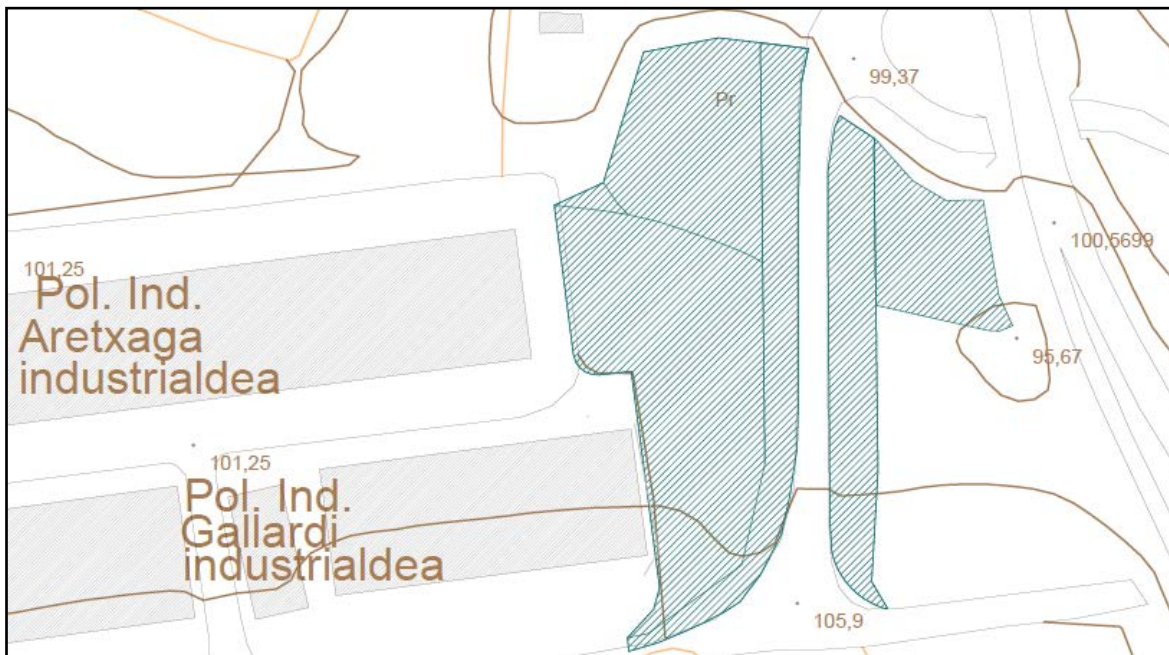 99,37
Pr
100,5699
101,25
Pol. Ind.
Aretxaga
industrialdea
95,67
101,25
Pol. Ind.
Gallardi
industrialdea
105,9